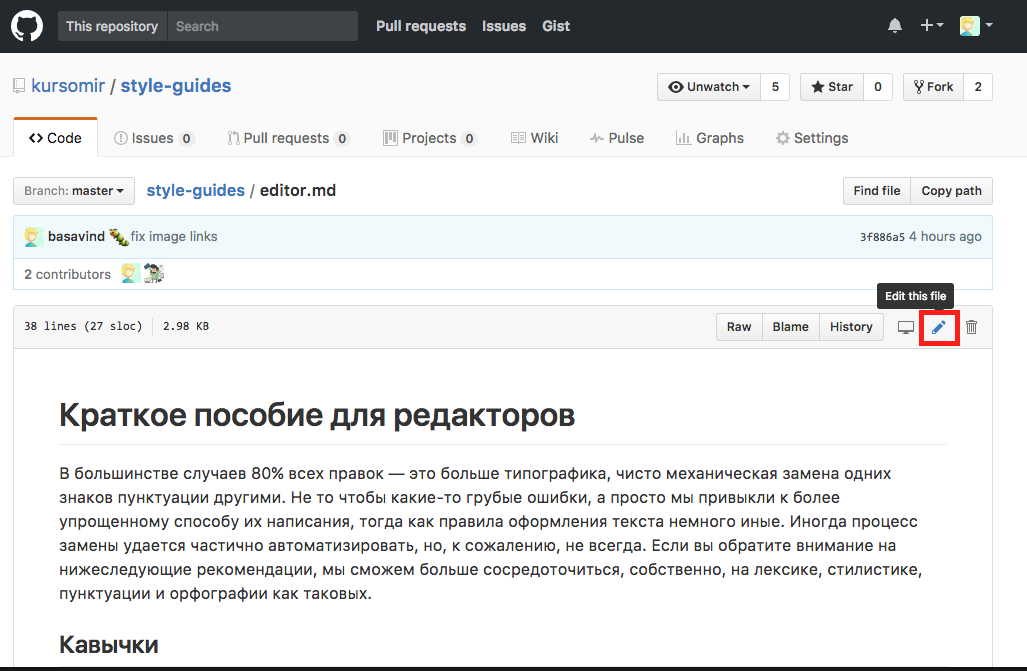 This repository Search Pull requests Issues Gist
kursomir / style-guides Unwatch 5 Star 0 Fork 2
Code Issues 0 Pull requests 0 Projects 0 Wiki Pulse Graphs Settings
Branch: master style-guides / editor.md Find file Copy path
basavind fix image links 3f886a5 4 hours ago
2 contributors
Edit this file
38 lines (27 sloc) 2.98 KB Raw Blame History
Краткое пособие для редакторов
В большинстве случаев 80% всех правок — это больше типографика, чисто механическая замена одних
знаков пунктуации другими. Не то чтобы какие-то грубые ошибки, а просто мы привыкли к более
упрощенному способу их написания, тогда как правила оформления текста немного иные. Иногда процесс
замены удается частично автоматизировать, но, к сожалению, не всегда. Если вы обратите внимание на
нижеследующие рекомендации, мы сможем больше сосредоточиться, собственно, на лексике, стилистике,
пунктуации и орфографии как таковых.
Кавычки